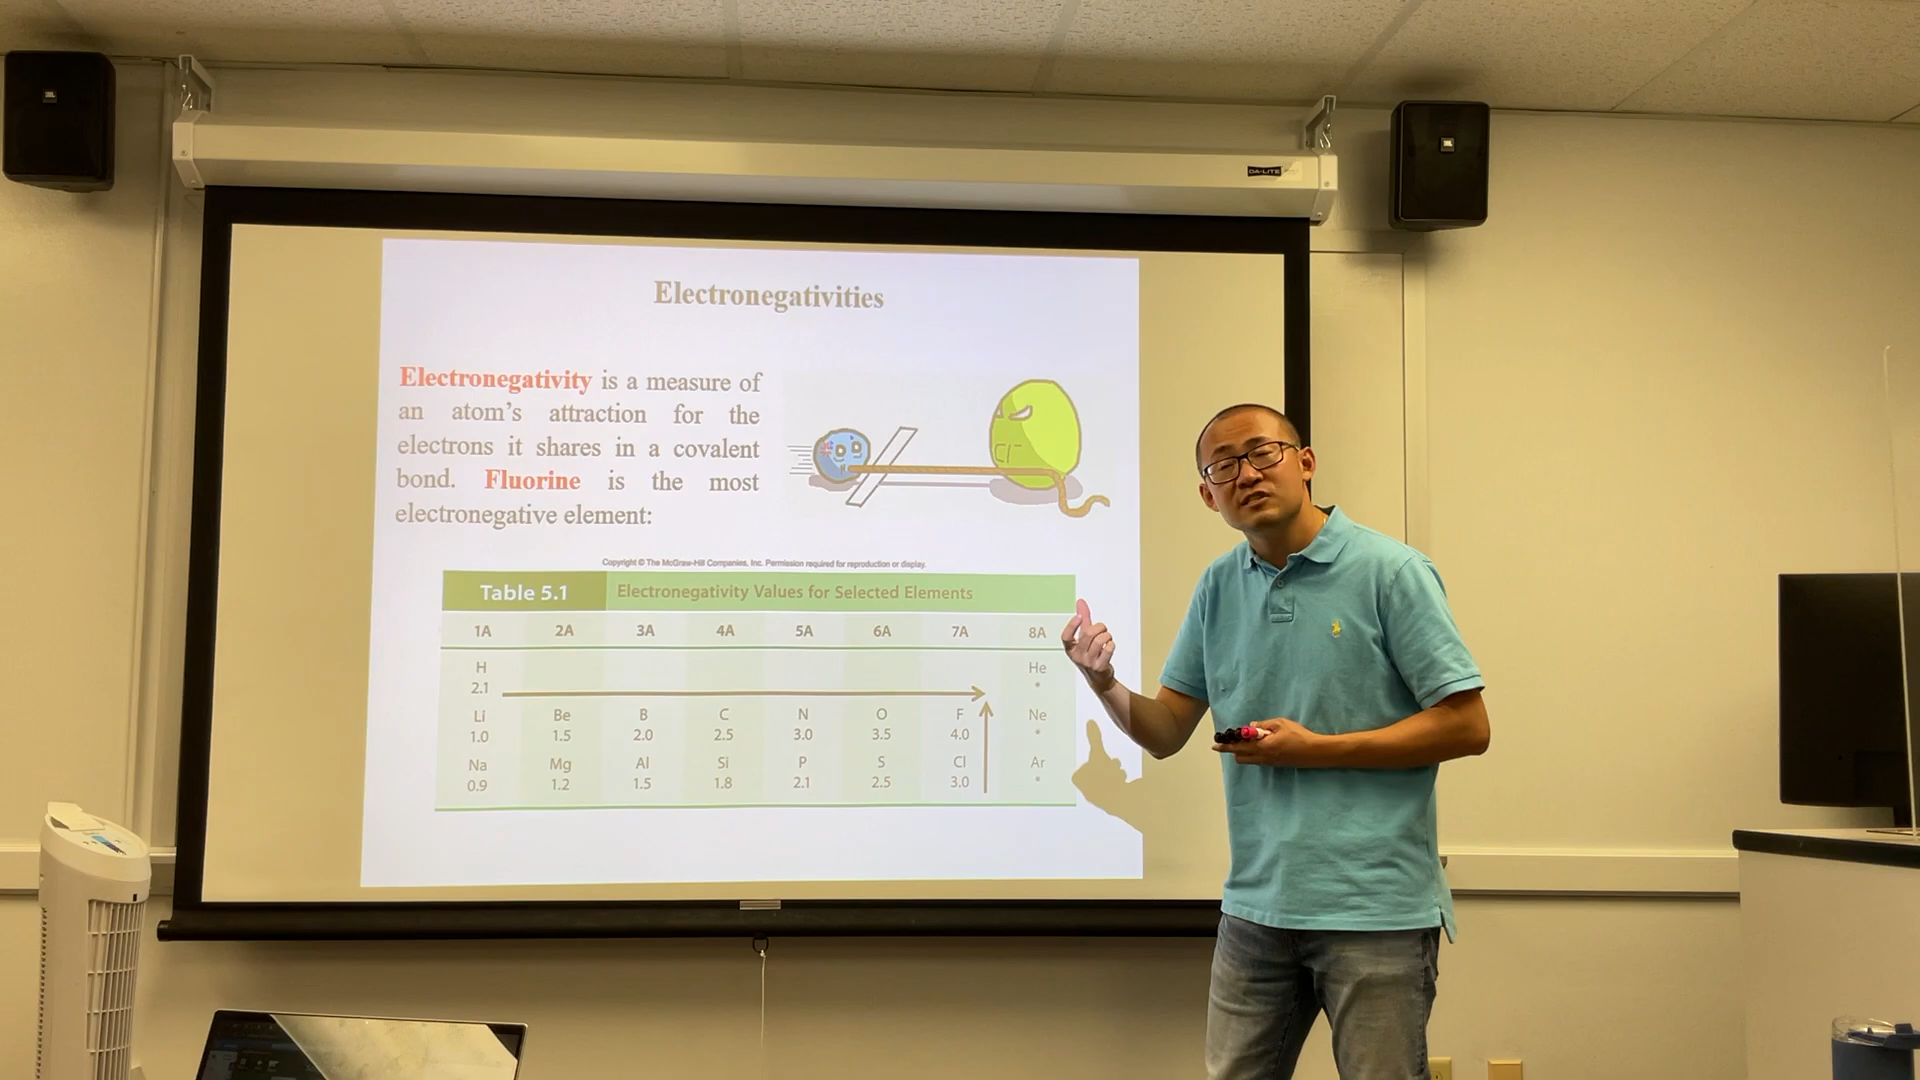 JBL
JBL
DA-LITE
Electronegativities
Electronegativity is a measure of
an atom's attraction for the
electrons it shares in a covalent
bond. Fluorine is the most
electronegative element:
Cl⁻
Copyright © The McGraw-Hill Companies, Inc. Permission required for reproduction or display.
Table 5.1 Electronegativity Values for Selected Elements
1A 2A 3A 4A 5A 6A 7A 8A
H He
2.1 *
Li Be B C N O F Ne
1.0 1.5 2.0 2.5 3.0 3.5 4.0 *
Na Mg Al Si P S Cl Ar
0.9 1.2 1.5 1.8 2.1 2.5 3.0 *